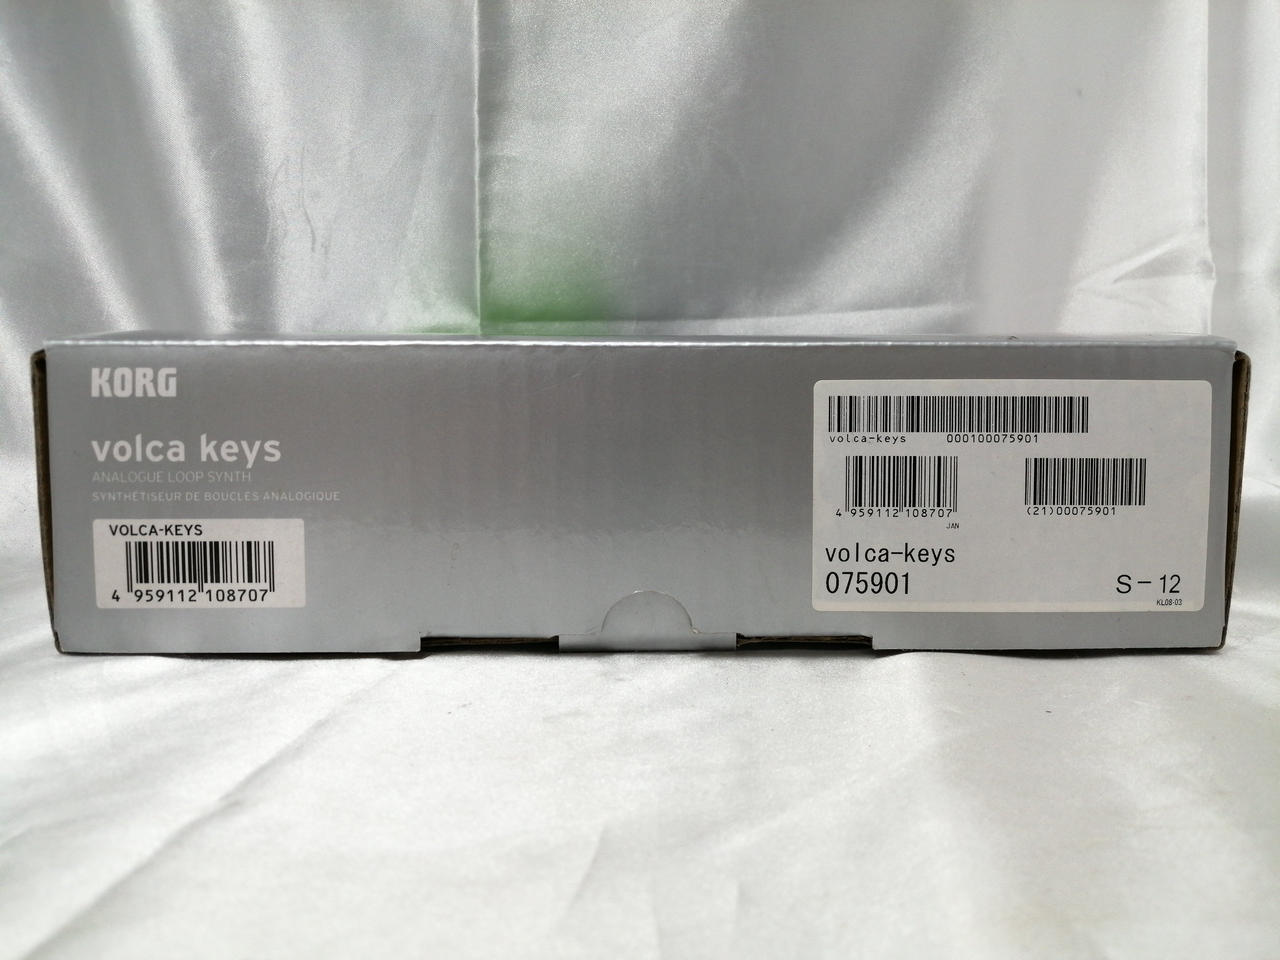 KORG
volca keys
ANALOGUE LOOP SYNTH
SYNTHÉTISEUR DE BOUCLES ANALOGIQUE
VOLCA-KEYS
4 959112 108707
volca-keys 000100075901
4 959112 108707
JAN
(21)00075901
volca-keys
075901
S-12
KL08-03